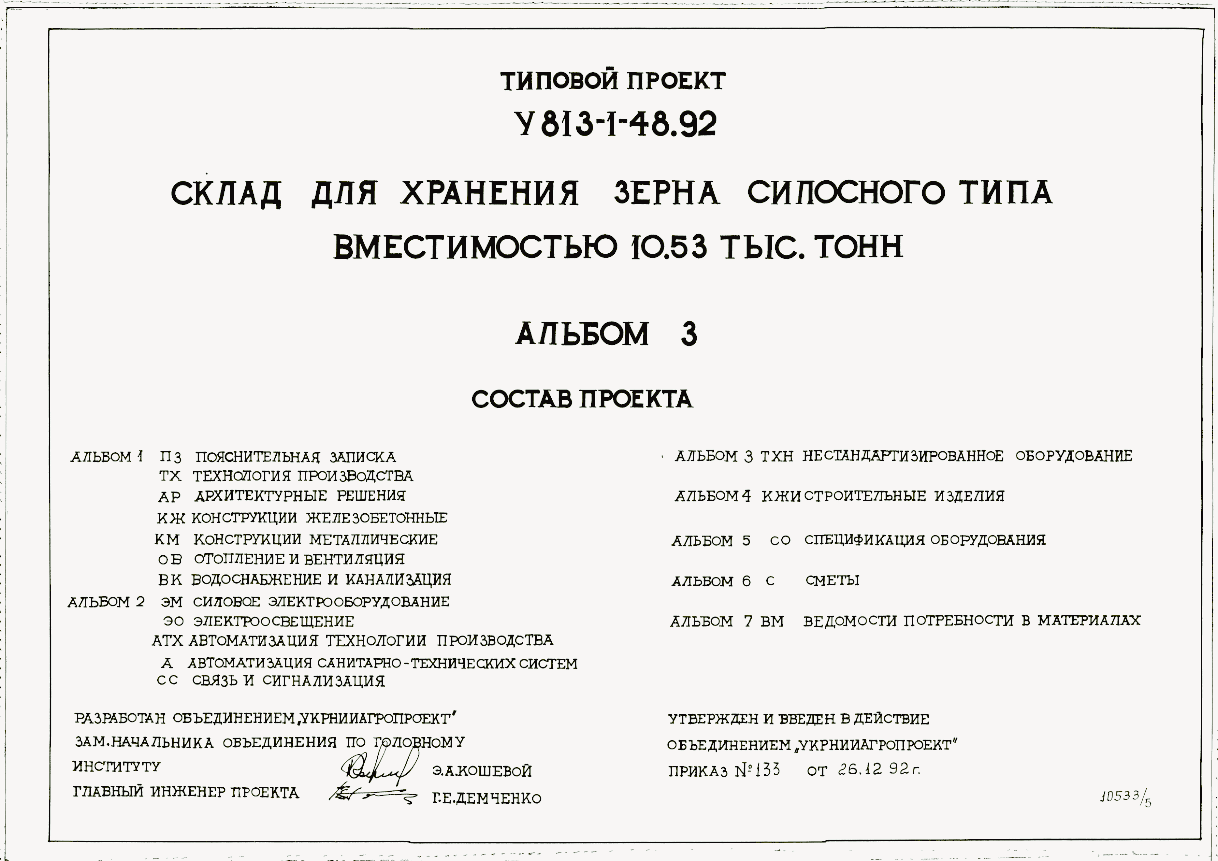 ТИПОВОЙ ПРОЕКТ
У 813-1-48.92
СКЛАД ДЛЯ ХРАНЕНИЯ ЗЕРНА СИЛОСНОГО ТИПА
ВМЕСТИМОСТЬЮ 10.53 ТЫС. ТОНН
АЛЬБОМ 3
СОСТАВ ПРОЕКТА
АЛЬБОМ 1 ПЗ ПОЯСНИТЕЛЬНАЯ ЗАПИСКА
ТХ ТЕХНОЛОГИЯ ПРОИЗВОДСТВА
АР АРХИТЕКТУРНЫЕ РЕШЕНИЯ
КЖ КОНСТРУКЦИИ ЖЕЛЕЗОБЕТОННЫЕ
КМ КОНСТРУКЦИИ МЕТАЛЛИЧЕСКИЕ
ОВ ОТОПЛЕНИЕ И ВЕНТИЛЯЦИЯ
ВК ВОДОСНАБЖЕНИЕ И КАНАЛИЗАЦИЯ
АЛЬБОМ 2 ЭМ СИЛОВОЕ ЭЛЕКТРООБОРУДОВАНИЕ
ЭО ЭЛЕКТРООСВЕЩЕНИЕ
АТХ АВТОМАТИЗАЦИЯ ТЕХНОЛОГИИ ПРОИЗВОДСТВА
А АВТОМАТИЗАЦИЯ САНИТАРНО-ТЕХНИЧЕСКИХ СИСТЕМ
СС СВЯЗЬ И СИГНАЛИЗАЦИЯ
АЛЬБОМ 3 ТХН НЕСТАНДАРТИЗИРОВАННОЕ ОБОРУДОВАНИЕ
АЛЬБОМ 4 КЖИ СТРОИТЕЛЬНЫЕ ИЗДЕЛИЯ
АЛЬБОМ 5 СО СПЕЦИФИКАЦИЯ ОБОРУДОВАНИЯ
АЛЬБОМ 6 С СМЕТЫ
АЛЬБОМ 7 ВМ ВЕДОМОСТИ ПОТРЕБНОСТИ В МАТЕРИАЛАХ
РАЗРАБОТАН ОБЪЕДИНЕНИЕМ „УКРНИИАГРОПРОЕКТ"
ЗАМ.НАЧАЛЬНИКА ОБЪЕДИНЕНИЯ ПО ГОЛОВНОМУ
ИНСТИТУТУ Э.А.КОШЕВОЙ
ГЛАВНЫЙ ИНЖЕНЕР ПРОЕКТА Г.Е.ДЕМЧЕНКО
УТВЕРЖДЕН И ВВЕДЕН В ДЕЙСТВИЕ
ОБЪЕДИНЕНИЕМ „УКРНИИАГРОПРОЕКТ"
ПРИКАЗ №133 ОТ 26.12 92г.
10533/5